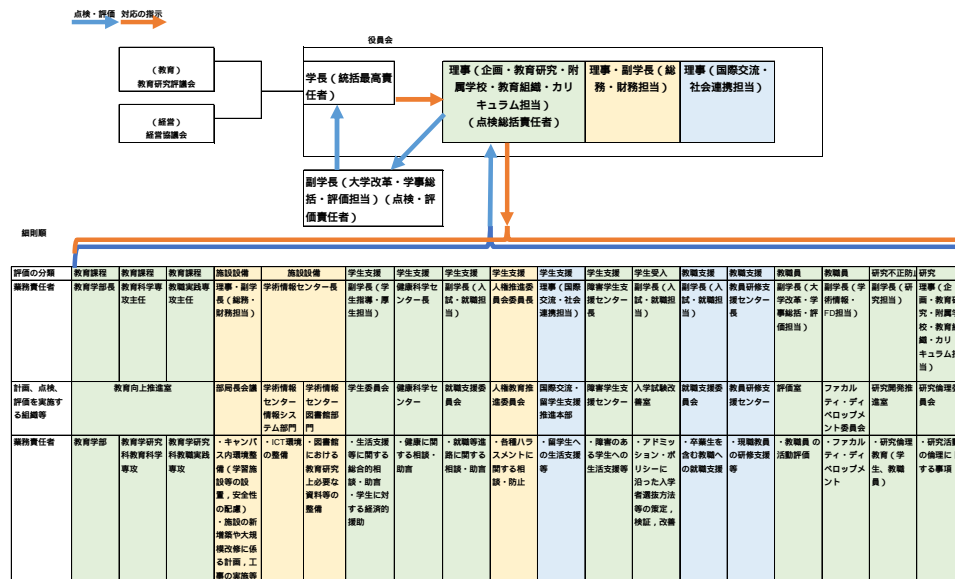 点検・評価 対応の指示
役員会
（教育）
教育研究評議会
（経営）
経営協議会
学長（統括最高責
任者）
理事（企画・教育研究・附
属学校・教育組織・カリ
キュラム担当）
（点検総括責任者）
理事・副学長（総
務・財務担当）
理事（国際交流・
社会連携担当）
副学長（大学改革・学事総
括・評価担当）（点検・評
価責任者）
細則順
評価の分類 教育課程 教育課程 教育課程 施設設備 施設設備 学生支援 学生支援 学生支援 学生支援 学生支援 学生支援 学生受入 教職支援 教職支援 教職員 教職員 研究不正防止 研究
業務責任者
教育学部長
教育科学専
攻主任
教職実践専
攻主任
理事・副学
長（総務・
財務担当）
学術情報センター長
副学長（学
生指導・厚
生担当）
健康科学セ
ンター長
副学長（入
試・就職担
当）
人権推進委
員会委員長
理事（国際
交流・社会
連携担当）
障害学生支
援センター
長
副学長（入
試・就職担
当）
副学長（入
試・就職担
当）
教員研修支
援センター
長
副学長（大
学改革・学
事総括・評
価担当）
副学長（学
術情報・
FD担当）
副学長（研
究担当）
理事（企
画・教育研
究・附属学
校・教育組
織・カリ
キュラム担
当）
計画、点検、
評価を実施す
る組織等
教育向上推進室
部局長会議
学術情報
センター
情報シス
テム部門
学術情報
センター
図書館部
門
学生委員会
健康科学セ
ンター
就職支援委
員会
人権教育推
進委員会
国際交流・
留学生支援
推進本部
障害学生支
援センター
入学試験改
善室
就職支援委
員会
教員研修支
援センター
評価室
ファカル
ティ・ディ
ベロップメ
ント委員会
研究開発推
進室
研究倫理委
員会
業務責任者
教育学部
教育学研究
科教育科学
専攻
教育学研究
科教職実践
専攻
・キャンパ
ス内環境整
備（学習施
設等の設
置，安全性
の配慮）
・施設の新
増築や大規
模改修に係
る計画，工
事の実施等
・ICT環境
の整備
・図書館
における
教育研究
上必要な
資料等の
整備
・生活支援
等に関する
総合的相
談・助言
・学生に対
する経済的
援助
・健康に関
する相談・
助言
・就職等進
路に関する
相談・助言
・各種ハラ
スメントに
関する相
談・防止
・留学生へ
の生活支援
等
・障害のあ
る学生への
生活支援等
・アドミッ
ション・ポ
リシーに
沿った入学
者選抜方法
等の策定，
検証，改善
・卒業生を
含む教職へ
の就職支援
・現職教員
の研修支援
等
・教職員の
活動評価
・ファカル
ティ・ディ
ベロップメ
ント
・研究倫理
教育（学
生、教職
員）
・研究活動
の倫理に関
する事項